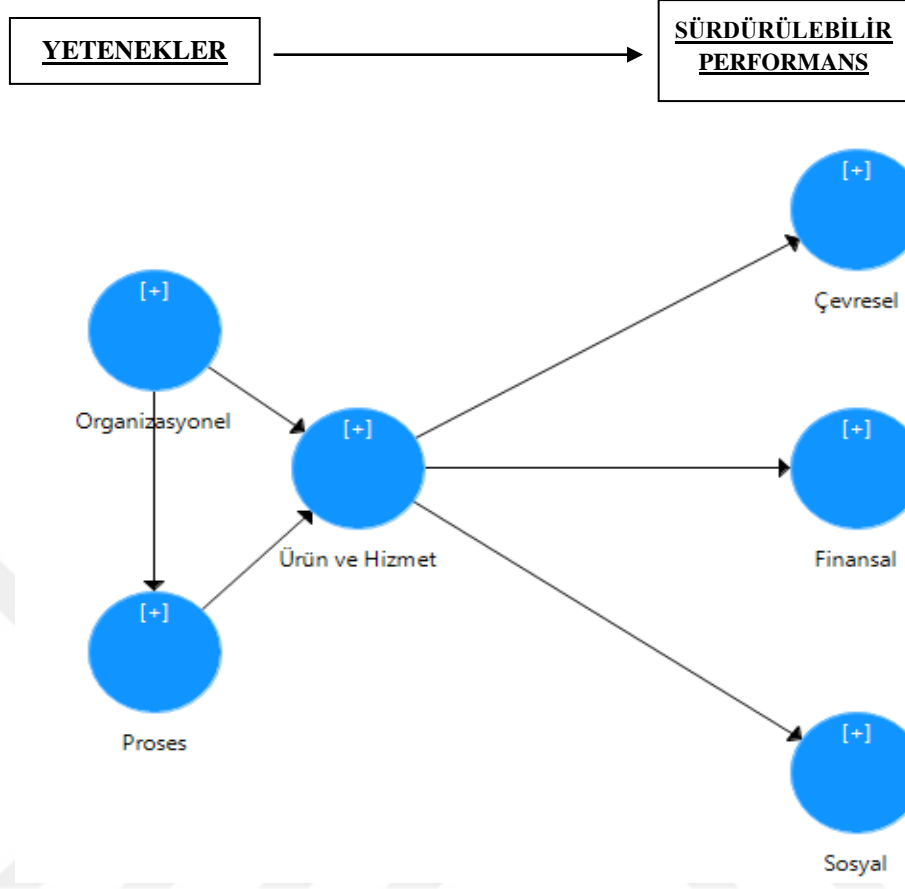 YETENEKLER
SÜRDÜRÜLEBİLİR
PERFORMANS
[+]
Çevresel
[+]
Organizasyonel
[+]
Ürün ve Hizmet
[+]
Finansal
[+]
Proses
[+]
Sosyal